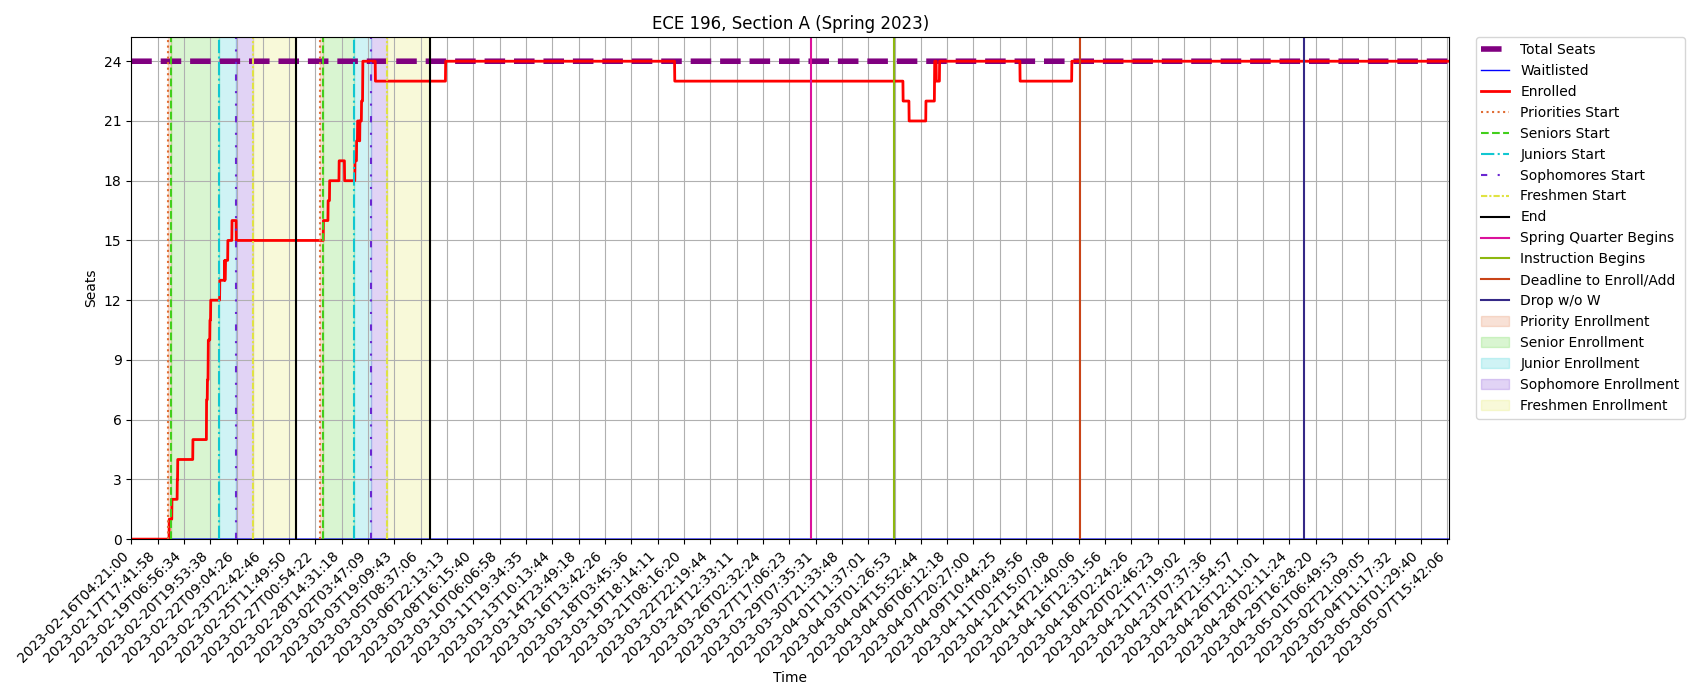 ECE 196, Section A (Spring 2023)
Seats
24
21
18
15
12
9
6
3
0
2023-02-16T04:21:00
2023-02-17T17:41:58
2023-02-19T06:56:34
2023-02-20T19:53:38
2023-02-22T09:04:26
2023-02-23T22:42:46
2023-02-25T11:49:50
2023-02-27T00:54:22
2023-02-28T14:31:18
2023-03-02T03:47:09
2023-03-03T19:09:43
2023-03-05T08:37:06
2023-03-06T22:13:13
2023-03-08T16:15:40
2023-03-10T06:06:58
2023-03-11T19:34:35
2023-03-13T10:13:44
2023-03-14T23:49:18
2023-03-16T13:42:26
2023-03-18T03:45:36
2023-03-19T18:14:11
2023-03-21T08:16:20
2023-03-22T22:19:44
2023-03-24T12:33:11
2023-03-26T02:32:24
2023-03-27T17:06:23
2023-03-29T07:35:31
2023-03-30T21:33:48
2023-04-01T11:37:01
2023-04-03T01:26:53
2023-04-04T15:52:44
2023-04-06T06:12:18
2023-04-07T20:27:00
2023-04-09T10:44:25
2023-04-11T00:49:56
2023-04-12T15:07:08
2023-04-14T21:40:06
2023-04-16T12:31:56
2023-04-18T02:24:26
2023-04-20T02:46:23
2023-04-21T17:19:02
2023-04-23T07:37:36
2023-04-24T21:54:57
2023-04-26T12:11:01
2023-04-28T02:11:24
2023-04-29T16:28:20
2023-05-01T06:49:53
2023-05-02T21:09:05
2023-05-04T11:17:32
2023-05-06T01:29:40
2023-05-07T15:42:06
Time
Total Seats
Waitlisted
Enrolled
Priorities Start
Seniors Start
Juniors Start
Sophomores Start
Freshmen Start
End
Spring Quarter Begins
Instruction Begins
Deadline to Enroll/Add
Drop w/o W
Priority Enrollment
Senior Enrollment
Junior Enrollment
Sophomore Enrollment
Freshmen Enrollment